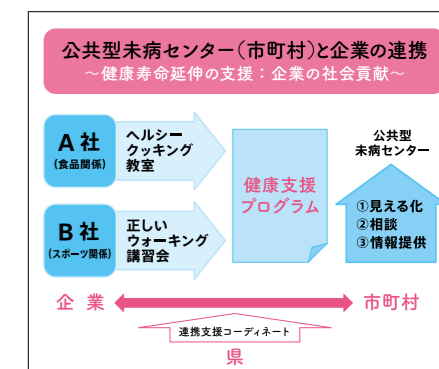 公共型未病センター(市町村)と企業の連携
～健康寿命延伸の支援：企業の社会貢献～
A 社
(食品関係)
ヘルシー
クッキング
教室
B 社
(スポーツ関係)
正しい
ウォーキング
講習会
健康支援
プログラム
公共型
未病センター
①見える化
②相談
③情報提供
企 業
市町村
連携支援コーディネート
県